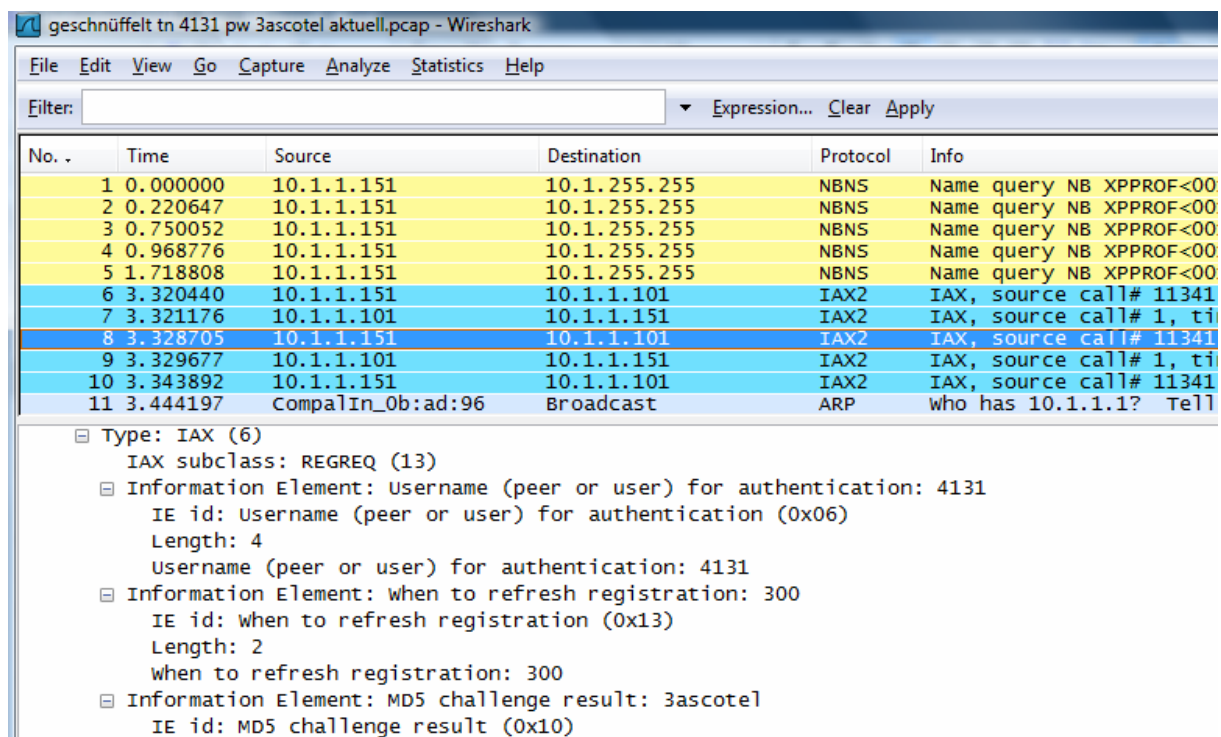 geschnüffelt tn 4131 pw 3ascotel aktuell.pcap - Wireshark
File Edit View Go Capture Analyze Statistics Help
Filter: Expression... Clear Apply
No. . Time Source Destination Protocol Info
1 0.000000 10.1.1.151 10.1.255.255 NBNS Name query NB XPPROF<00
2 0.220647 10.1.1.151 10.1.255.255 NBNS Name query NB XPPROF<00
3 0.750052 10.1.1.151 10.1.255.255 NBNS Name query NB XPPROF<00
4 0.968776 10.1.1.151 10.1.255.255 NBNS Name query NB XPPROF<00
5 1.718808 10.1.1.151 10.1.255.255 NBNS Name query NB XPPROF<00
6 3.320440 10.1.1.151 10.1.1.101 IAX2 IAX, source call# 11341
7 3.321176 10.1.1.101 10.1.1.151 IAX2 IAX, source call# 1, ti
8 3.328705 10.1.1.151 10.1.1.101 IAX2 IAX, source call# 11341
9 3.329677 10.1.1.101 10.1.1.151 IAX2 IAX, source call# 1, ti
10 3.343892 10.1.1.151 10.1.1.101 IAX2 IAX, source call# 11341
11 3.444197 CompalIn_0b:ad:96 Broadcast ARP Who has 10.1.1.1? Tell
Type: IAX (6)
IAX subclass: REGREQ (13)
Information Element: Username (peer or user) for authentication: 4131
IE id: Username (peer or user) for authentication (0x06)
Length: 4
Username (peer or user) for authentication: 4131
Information Element: When to refresh registration: 300
IE id: When to refresh registration (0x13)
Length: 2
When to refresh registration: 300
Information Element: MD5 challenge result: 3ascotel
IE id: MD5 challenge result (0x10)